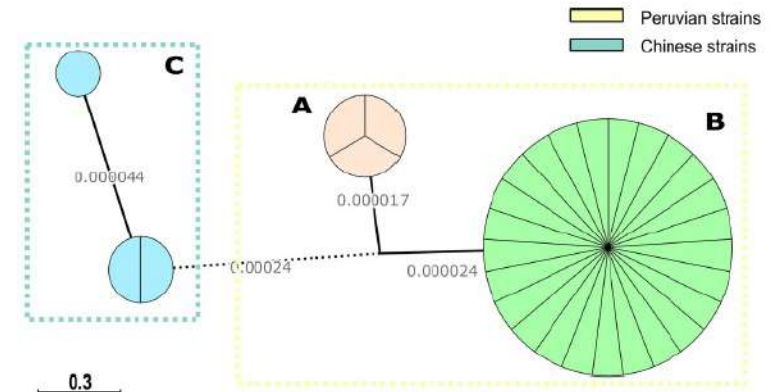 Peruvian strains
Chinese strains
C
A
B
0.000044
0.000017
0.00024
0.000024
0.3